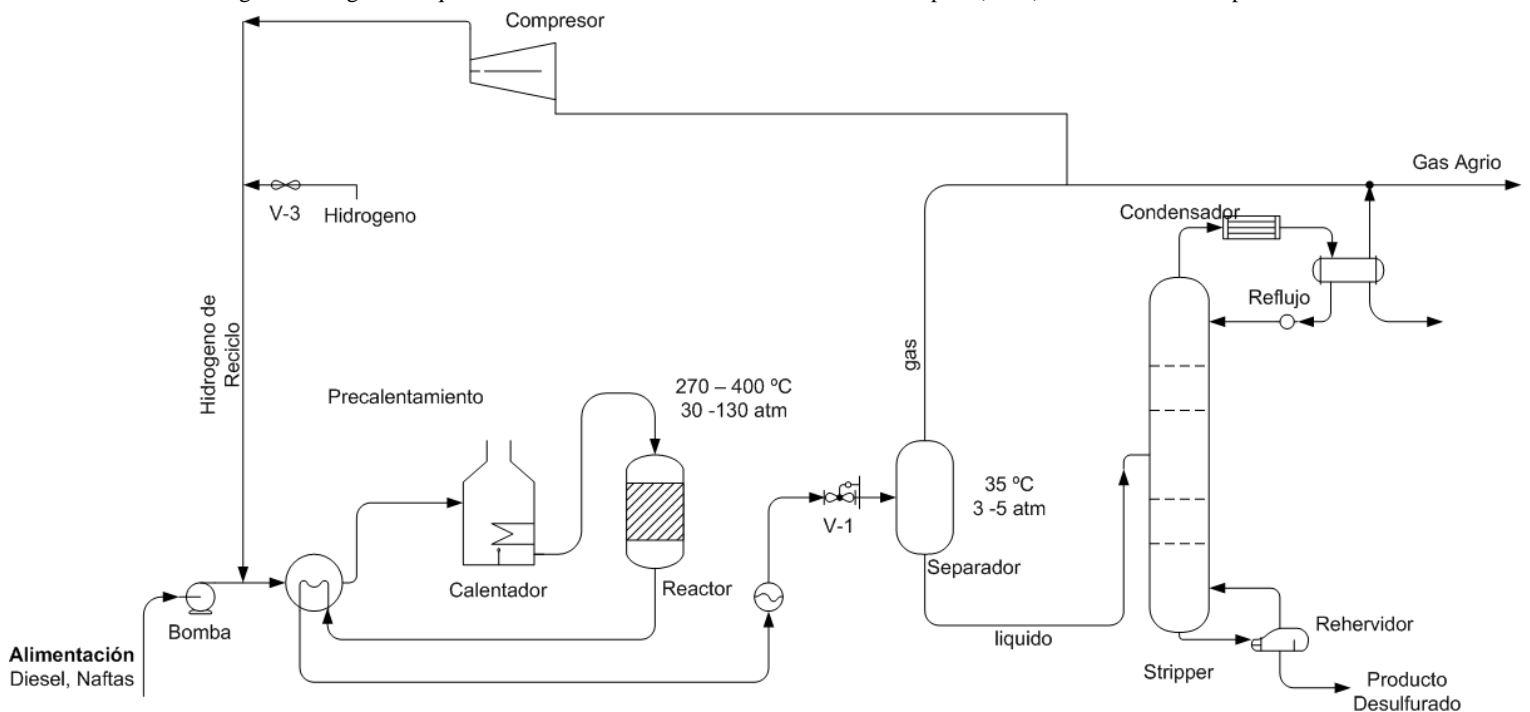 Compresor
Gas Agrio
V-3
Hidrogeno
Condensador
Hidrogeno de
Reciclo
gas
Reflujo
Precalentamiento
270 – 400 ºC
30 -130 atm
35 ºC
3 -5 atm
V-1
Separador
Calentador
Reactor
Bomba
liquido
Rehervidor
Alimentación
Diesel, Naftas
Stripper
Producto
Desulfurado